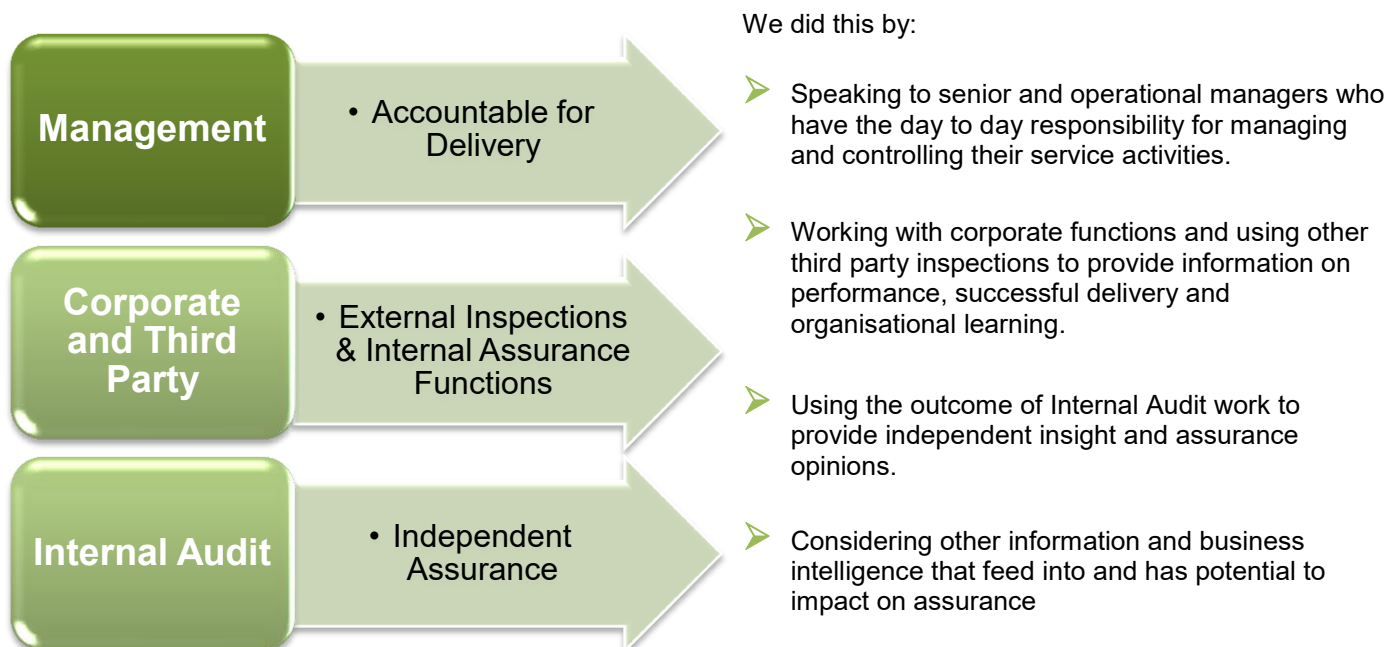 Management
• Accountable for
Delivery
Corporate
and Third
Party
• External Inspections
& Internal Assurance
Functions
Internal Audit
• Independent
Assurance
We did this by:
➢ Speaking to senior and operational managers who
have the day to day responsibility for managing
and controlling their service activities.
➢ Working with corporate functions and using other
third party inspections to provide information on
performance, successful delivery and
organisational learning.
➢ Using the outcome of Internal Audit work to
provide independent insight and assurance
opinions.
➢ Considering other information and business
intelligence that feed into and has potential to
impact on assurance